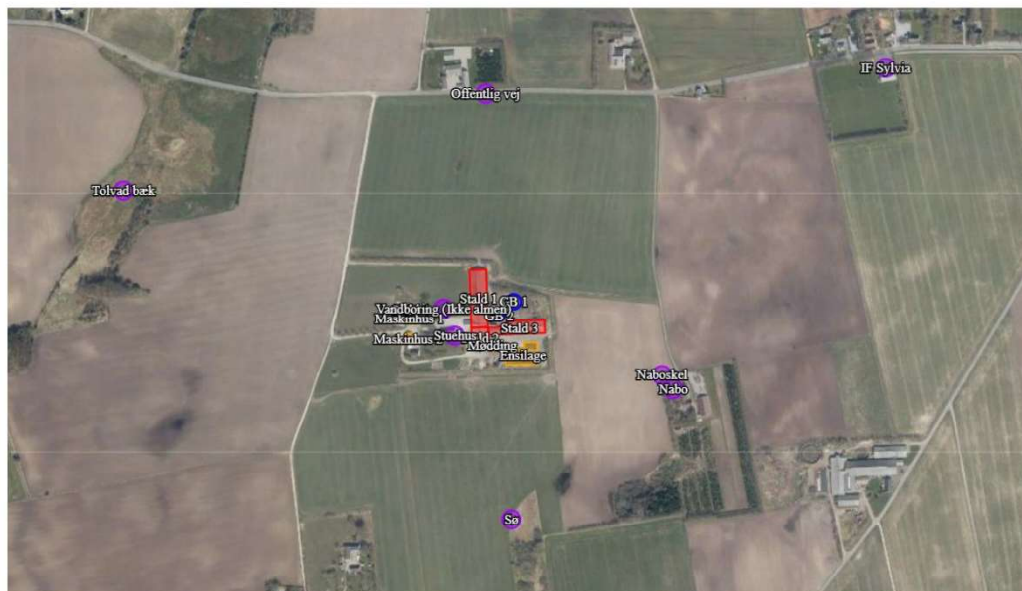 IF Sylvia
Offentlig vej
Tolvad bæk
Stald 1
GB 1
Vandboring (Ikke almen)
Maskinhus 1
GB 2
Stald 3
Stuehus
Maskinhus
Mødding
Ensilage
Naboskel
Nabo
Sø